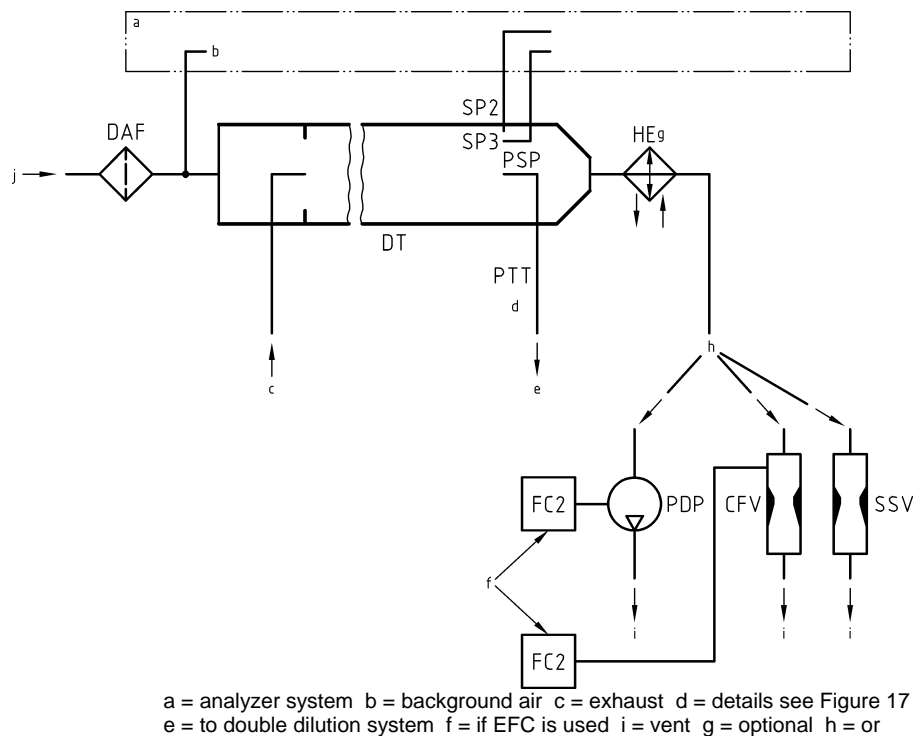 a
b
SP2
DAF
SP3
HEg
PSP
j
DT
PTT
d
h
c
e
FC2
PDP
CFV
SSV
f
i
i
i
FC2
a = analyzer system b = background air c = exhaust d = details see Figure 17
e = to double dilution system f = if EFC is used i = vent g = optional h = or